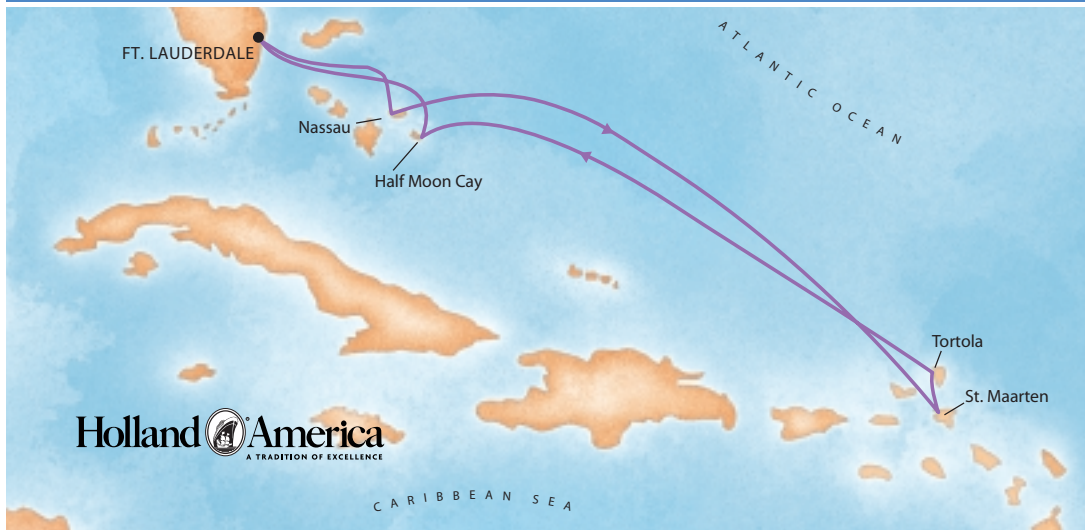 ATLANTIC OCEAN
FT. LAUDERDALE
Nassau
Half Moon Cay
Tortola
St. Maarten
Holland America
A TRADITION OF EXCELLENCE
CARIBBEAN SEA